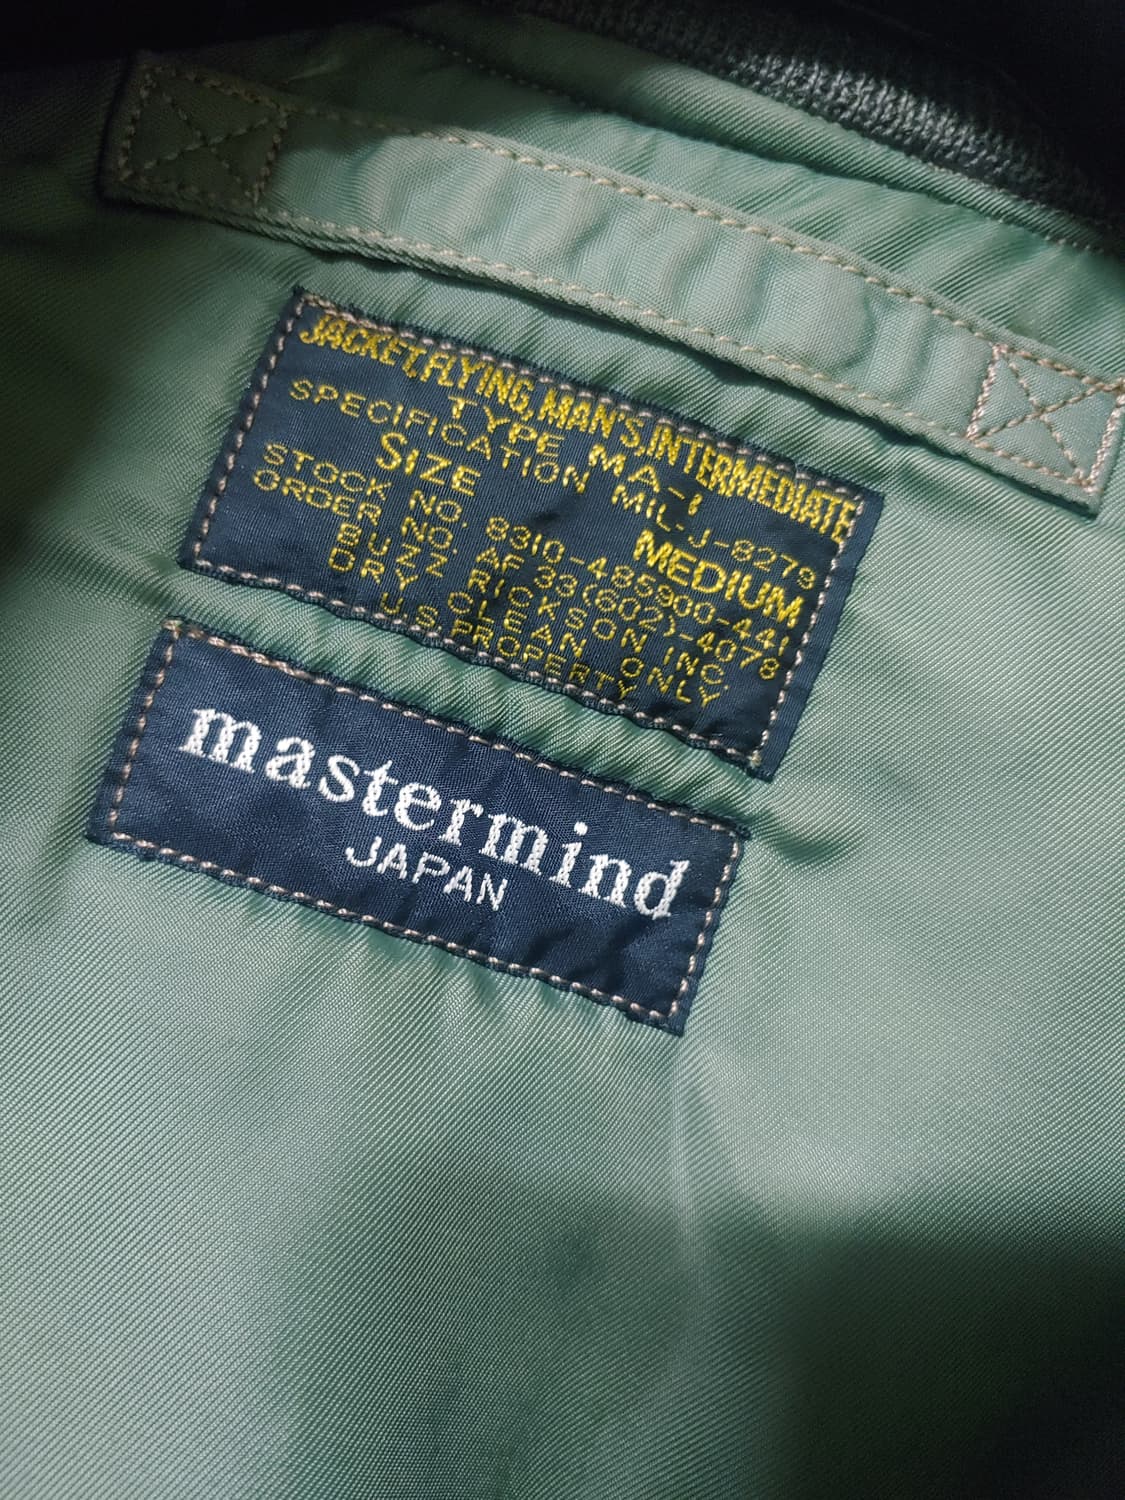 JACKET, FLYING, MAN'S, INTERMEDIATE
TYPE MA-1
SPECIFICATION MIL-J-8279
SIZE MEDIUM
STOCK NO. 8310-485900-441
ORDER NO. AF 33(602)-4078
BUZZ RICKSON INC.
DRY CLEAN ONLY
U.S. PROPERTY
mastermind
JAPAN